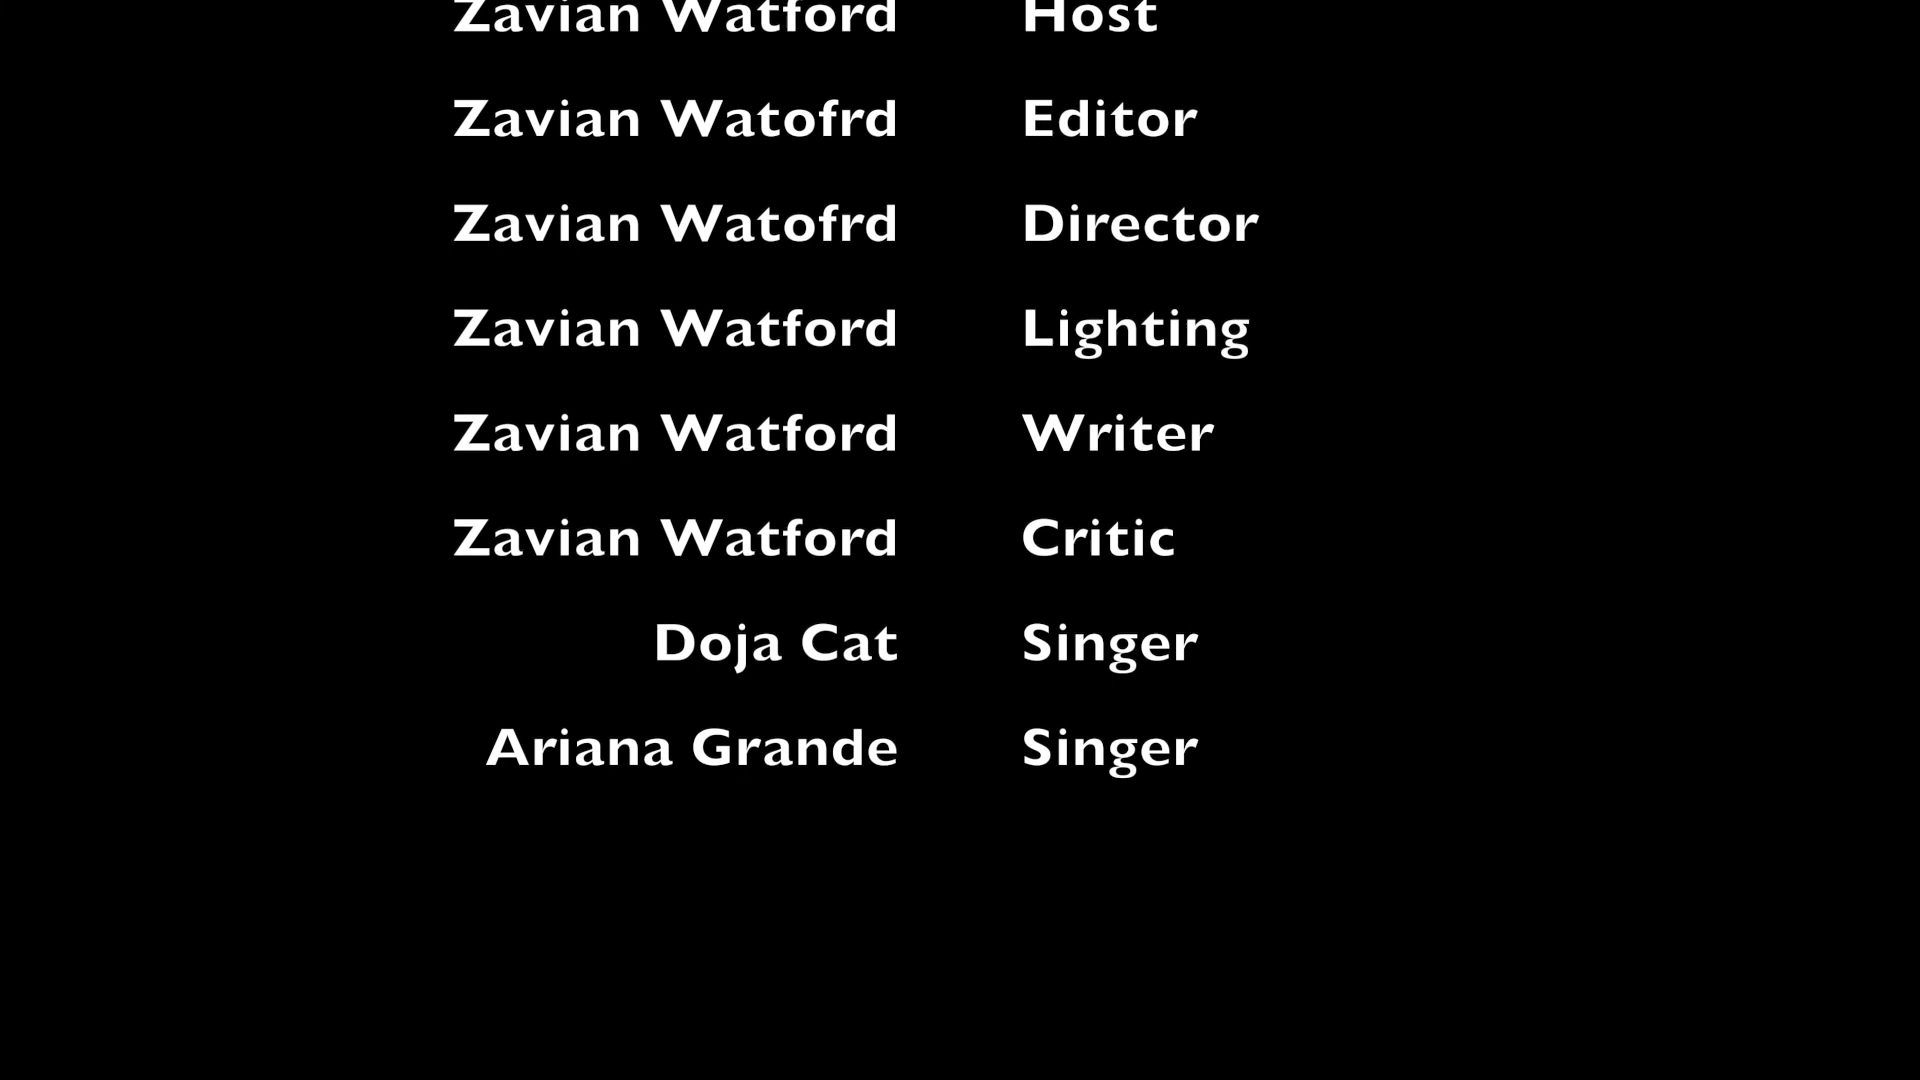 Zavian Watford Host
Zavian Watofrd Editor
Zavian Watofrd Director
Zavian Watford Lighting
Zavian Watford Writer
Zavian Watford Critic
Doja Cat Singer
Ariana Grande Singer